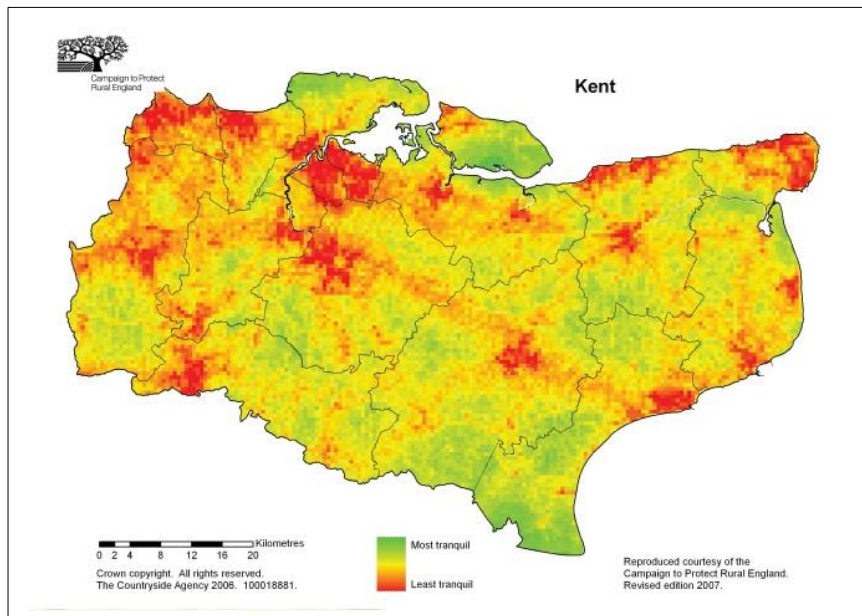 Campaign to Protect
Rural England
Kent
Kilometres
0 2 4 8 12 16 20
Crown copyright. All rights reserved.
The Countryside Agency 2006. 100018881.
Most tranquil
Least tranquil
Reproduced courtesy of the
Campaign to Protect Rural England.
Revised edition 2007.